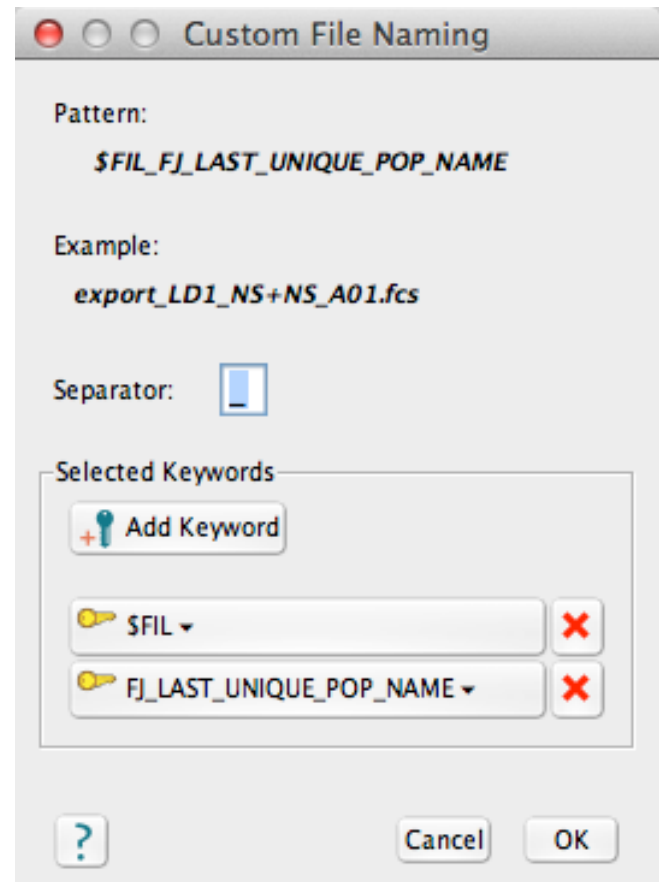 Custom File Naming
Pattern:
$FIL_FJ_LAST_UNIQUE_POP_NAME
Example:
export_LD1_NS+NS_A01.fcs
Separator: _
Selected Keywords
Add Keyword
$FIL
FJ_LAST_UNIQUE_POP_NAME
? Cancel OK